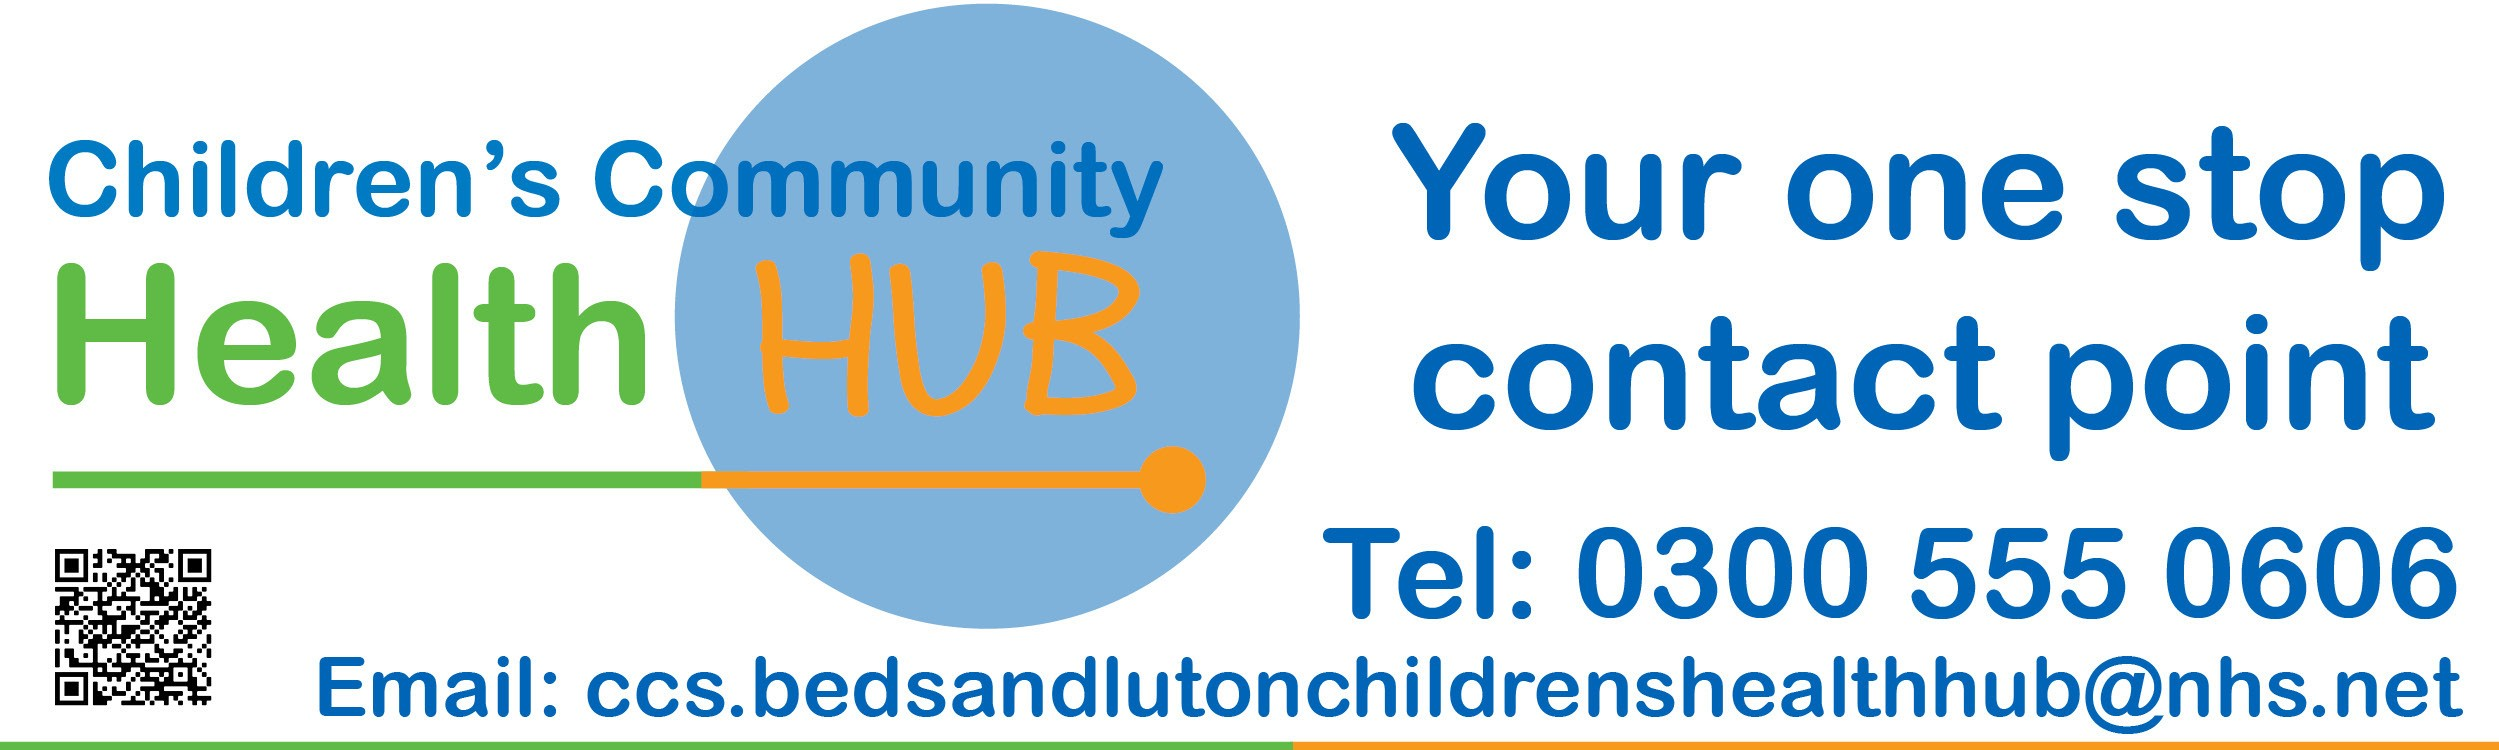 Children's Community
Health HUB
Your one stop
contact point
Tel: 0300 555 0606
Email: ccs.bedsandlutonchildrenshealthhub@nhs.net